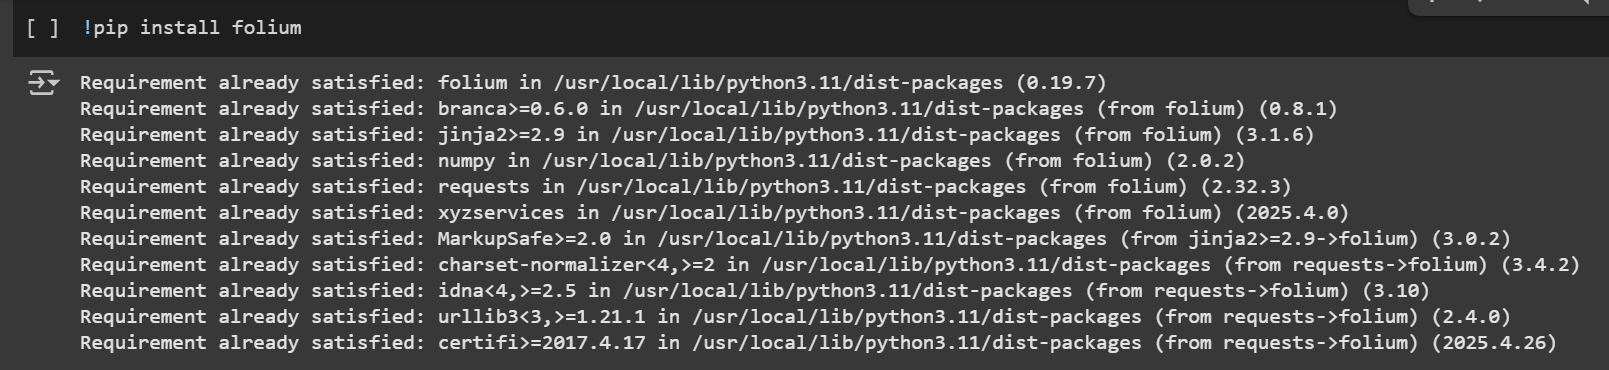 [ ] !pip install folium
Requirement already satisfied: folium in /usr/local/lib/python3.11/dist-packages (0.19.7)
Requirement already satisfied: branca>=0.6.0 in /usr/local/lib/python3.11/dist-packages (from folium) (0.8.1)
Requirement already satisfied: jinja2>=2.9 in /usr/local/lib/python3.11/dist-packages (from folium) (3.1.6)
Requirement already satisfied: numpy in /usr/local/lib/python3.11/dist-packages (from folium) (2.0.2)
Requirement already satisfied: requests in /usr/local/lib/python3.11/dist-packages (from folium) (2.32.3)
Requirement already satisfied: xyzservices in /usr/local/lib/python3.11/dist-packages (from folium) (2025.4.0)
Requirement already satisfied: MarkupSafe>=2.0 in /usr/local/lib/python3.11/dist-packages (from jinja2>=2.9->folium) (3.0.2)
Requirement already satisfied: charset-normalizer<4,>=2 in /usr/local/lib/python3.11/dist-packages (from requests->folium) (3.4.2)
Requirement already satisfied: idna<4,>=2.5 in /usr/local/lib/python3.11/dist-packages (from requests->folium) (3.10)
Requirement already satisfied: urllib3<3,>=1.21.1 in /usr/local/lib/python3.11/dist-packages (from requests->folium) (2.4.0)
Requirement already satisfied: certifi>=2017.4.17 in /usr/local/lib/python3.11/dist-packages (from requests->folium) (2025.4.26)